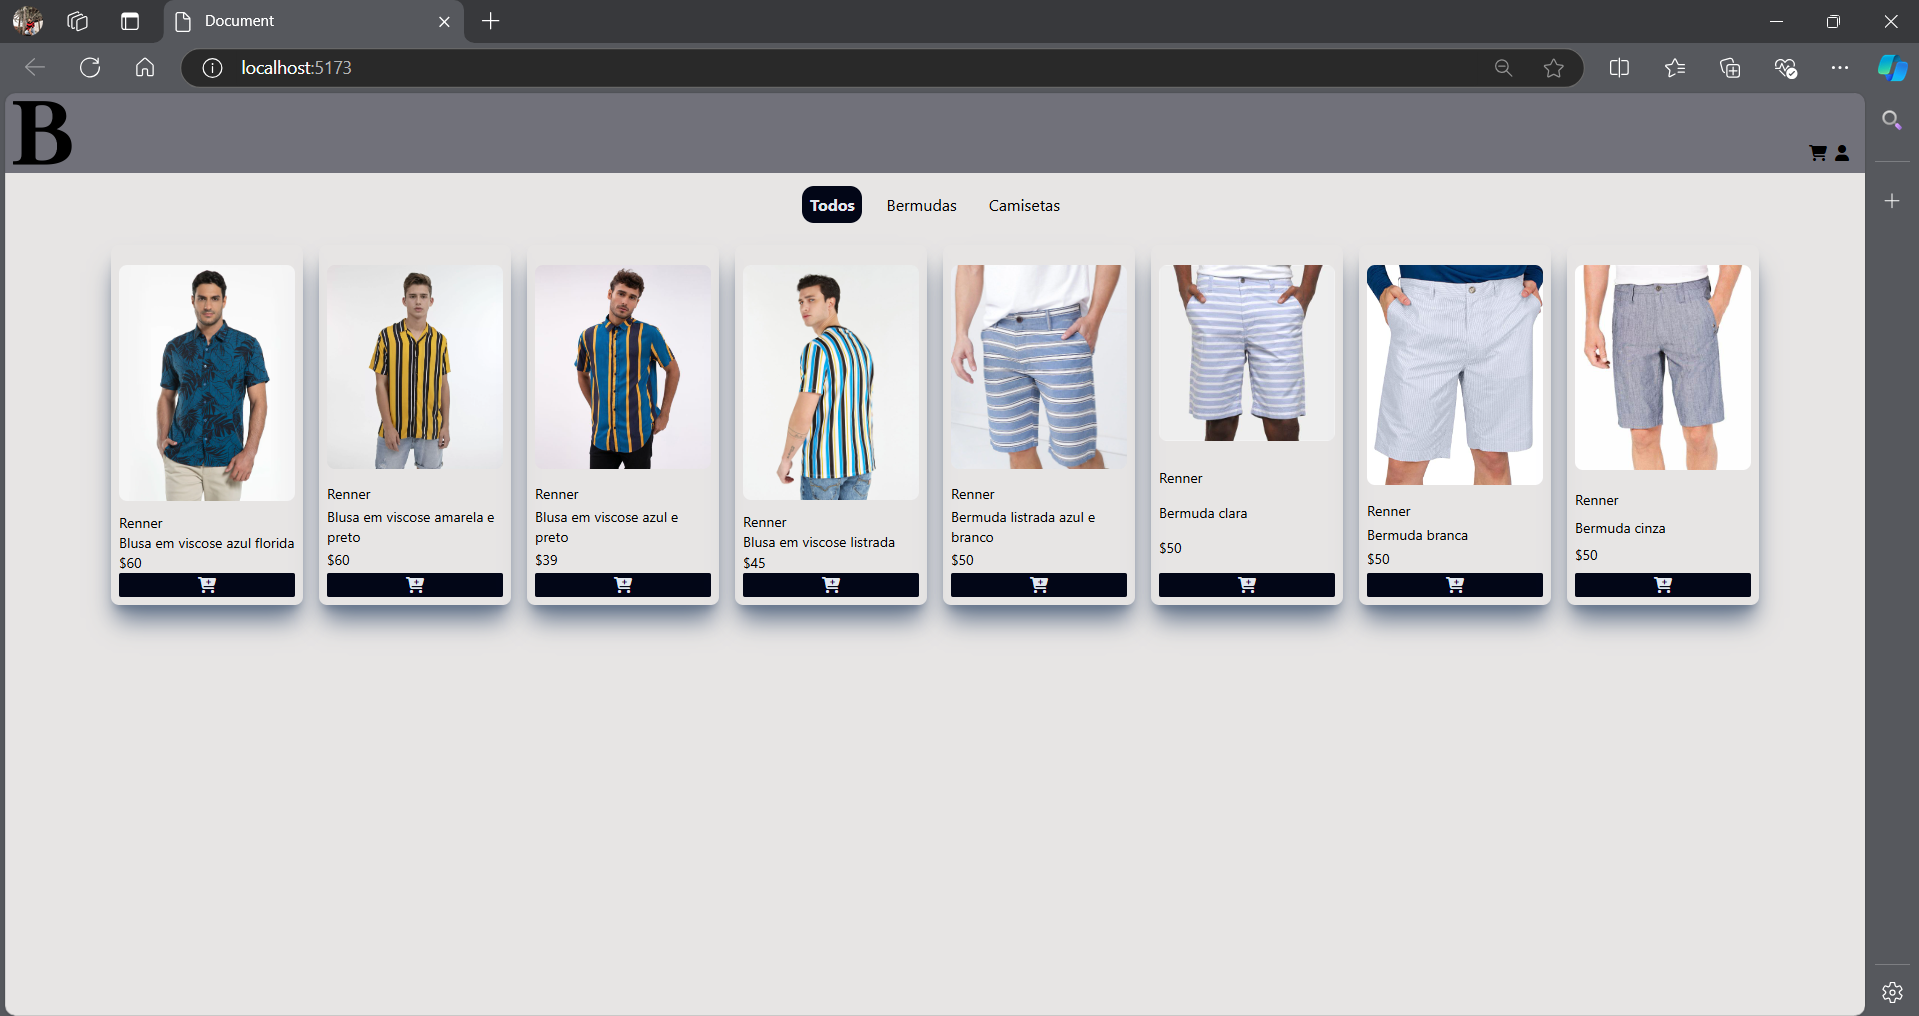 Document
localhost:5173
B
Todos Bermudas Camisetas
Renner
Blusa em viscose azul florida
$60
Renner
Blusa em viscose amarela e
preto
$60
Renner
Blusa em viscose azul e
preto
$39
Renner
Blusa em viscose listrada
$45
Renner
Bermuda listrada azul e
branco
$50
Renner
Bermuda clara
$50
Renner
Bermuda branca
$50
Renner
Bermuda cinza
$50